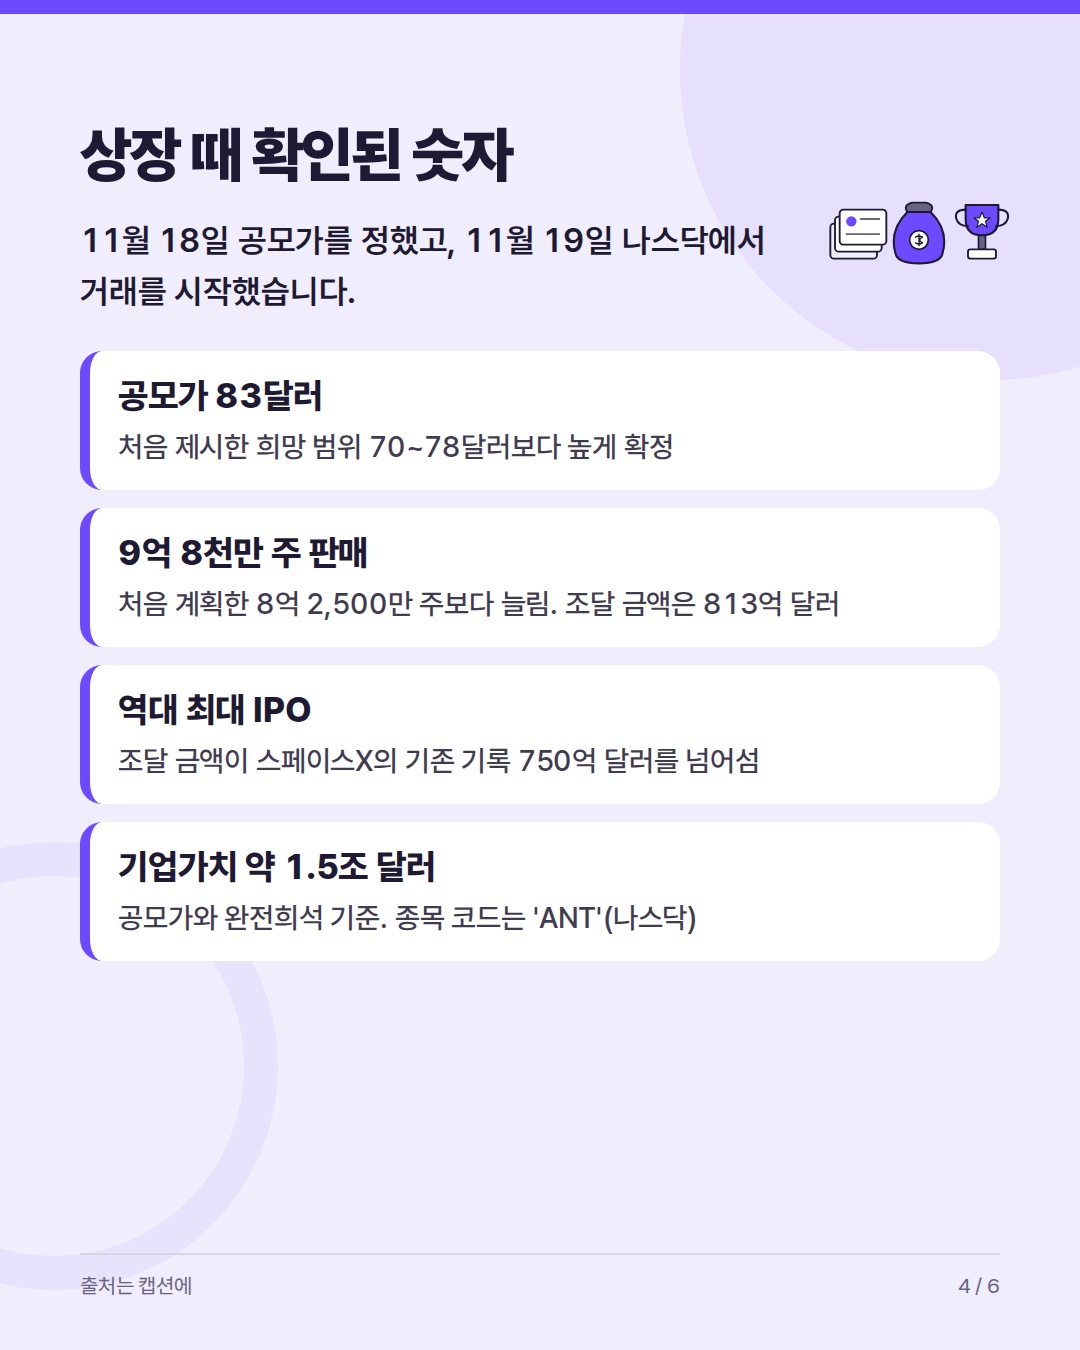 상장 때 확인된 숫자
11월 18일 공모가를 정했고, 11월 19일 나스닥에서
거래를 시작했습니다.
공모가 83달러
처음 제시한 희망 범위 70~78달러보다 높게 확정
9억 8천만 주 판매
처음 계획한 8억 2,500만 주보다 늘림. 조달 금액은 813억 달러
역대 최대 IPO
조달 금액이 스페이스X의 기존 기록 750억 달러를 넘어섬
기업가치 약 1.5조 달러
공모가와 완전희석 기준. 종목 코드는 'ANT'(나스닥)
출처는 캡션에
4 / 6